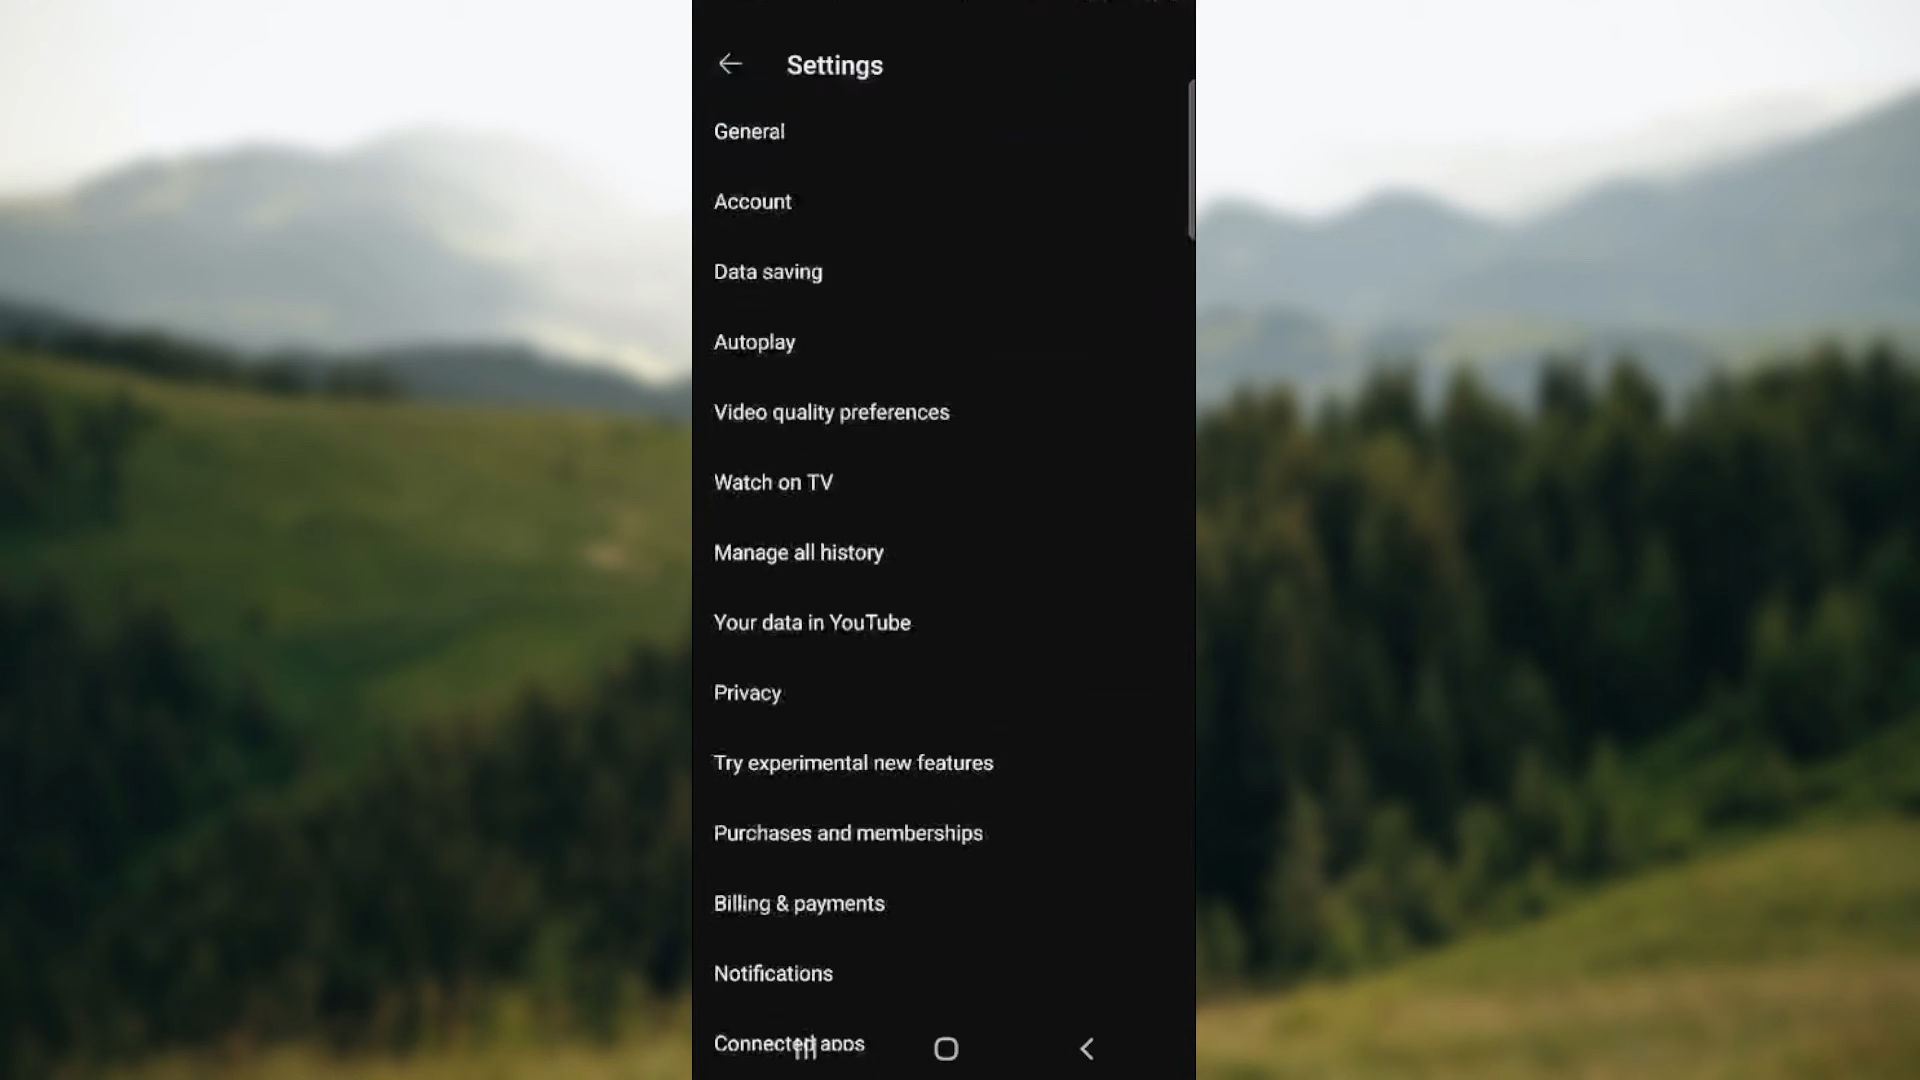 Settings
General
Account
Data saving
Autoplay
Video quality preferences
Watch on TV
Manage all history
Your data in YouTube
Privacy
Try experimental new features
Purchases and memberships
Billing & payments
Notifications
Connected apps